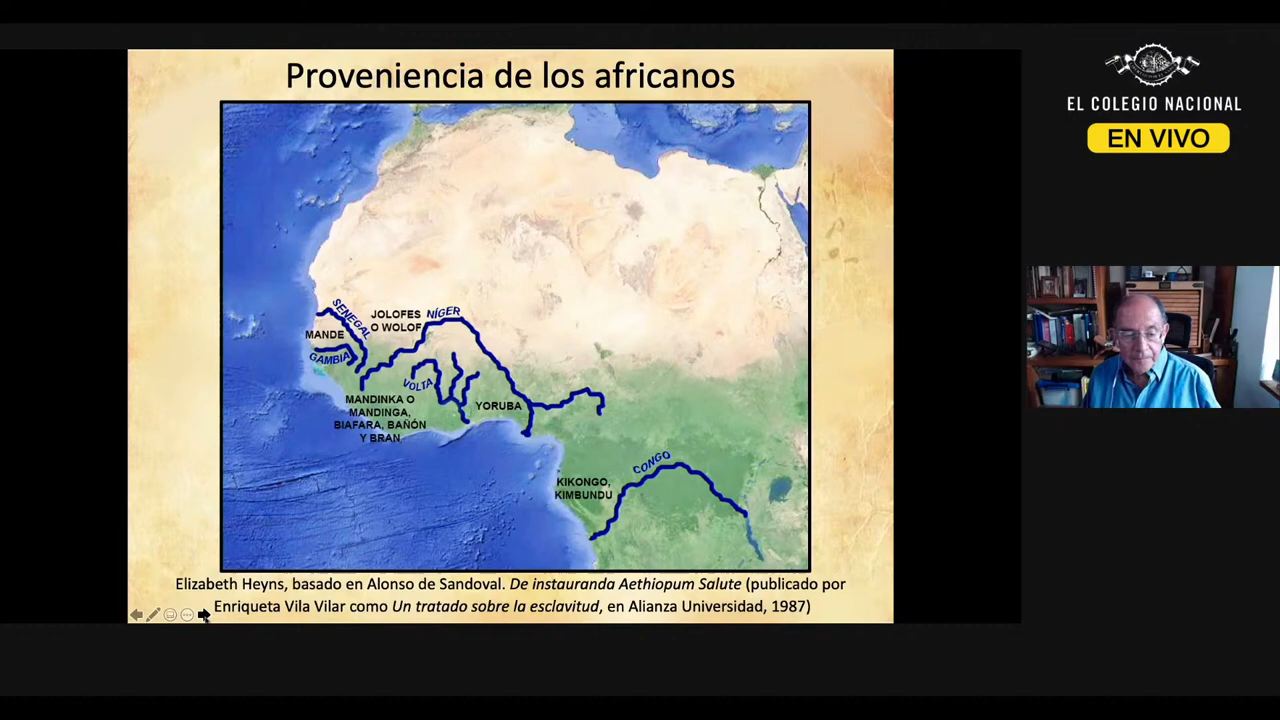 Proveniencia de los africanos
EL COLEGIO NACIONAL
EN VIVO
SENEGAL
JOLOFES
O WOLOF
NÍGER
MANDE
GAMBIA
VOLTA
MANDINKA O
MANDINGA,
BIAFARA, BAÑÓN
Y BRAN
YORUBA
CONGO
KIKONGO,
KIMBUNDU
Elizabeth Heyns, basado en Alonso de Sandoval. De instauranda Aethiopum Salute (publicado por
Enriqueta Vila Vilar como Un tratado sobre la esclavitud, en Alianza Universidad, 1987)